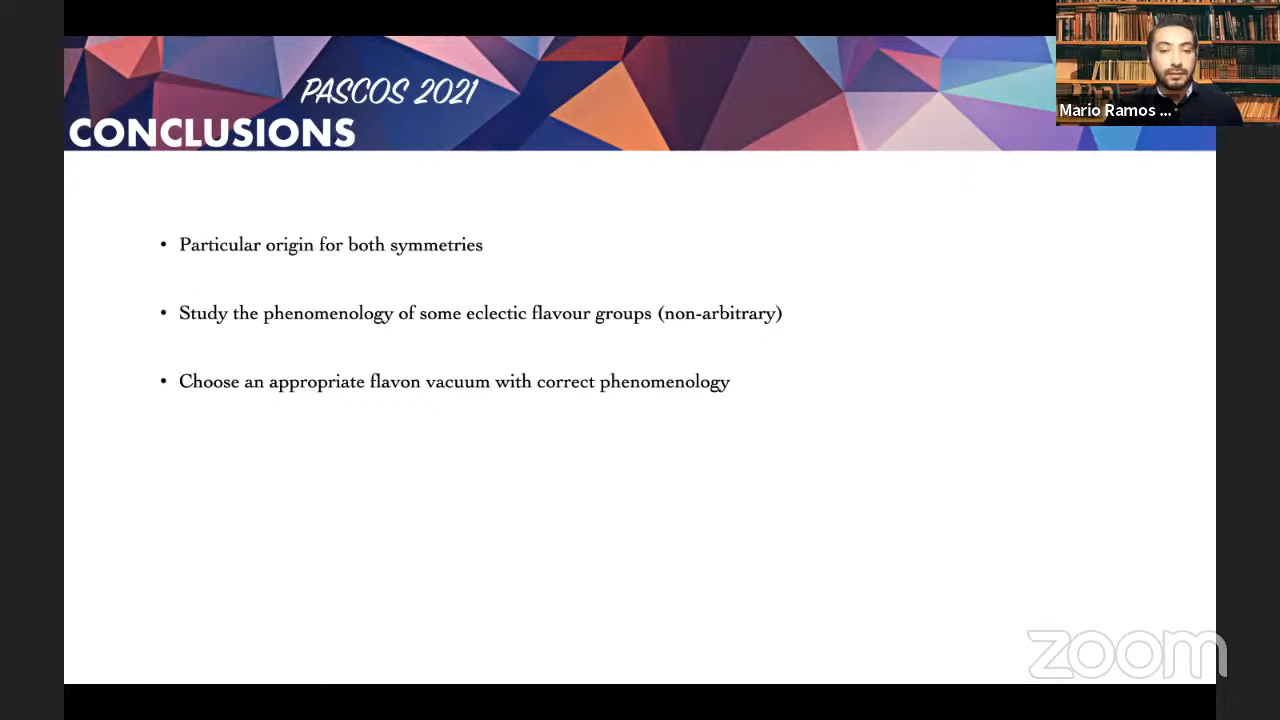 PASCOS 2021
CONCLUSIONS
Mario Ramos ...
• Particular origin for both symmetries
• Study the phenomenology of some eclectic flavour groups (non-arbitrary)
• Choose an appropriate flavon vacuum with correct phenomenology
zoom